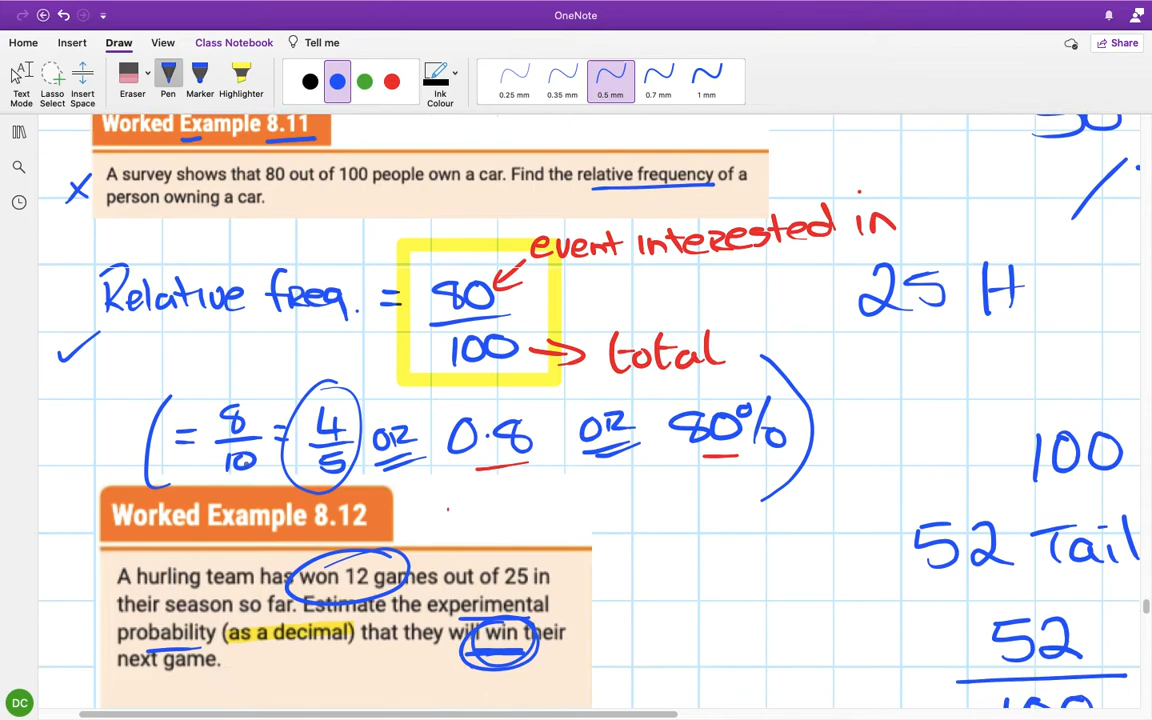 OneNote
Home Insert Draw View Class Notebook Tell me
Share
Text Mode
Lasso Select
Insert Space
Eraser
Pen
Marker
Highlighter
Ink Colour
0.25 mm 0.35 mm 0.5 mm 0.7 mm 1 mm
Worked Example 8.11
A survey shows that 80 out of 100 people own a car. Find the relative frequency of a
person owning a car.
event interested in
Relative freq. = 80
100 → total
25 H
( = 8/10 = 4/5 OR 0.8 OR 80% )
100
Worked Example 8.12
52 Tail
A hurling team has won 12 games out of 25 in
their season so far. Estimate the experimental
probability (as a decimal) that they will win their
next game.
52
DC